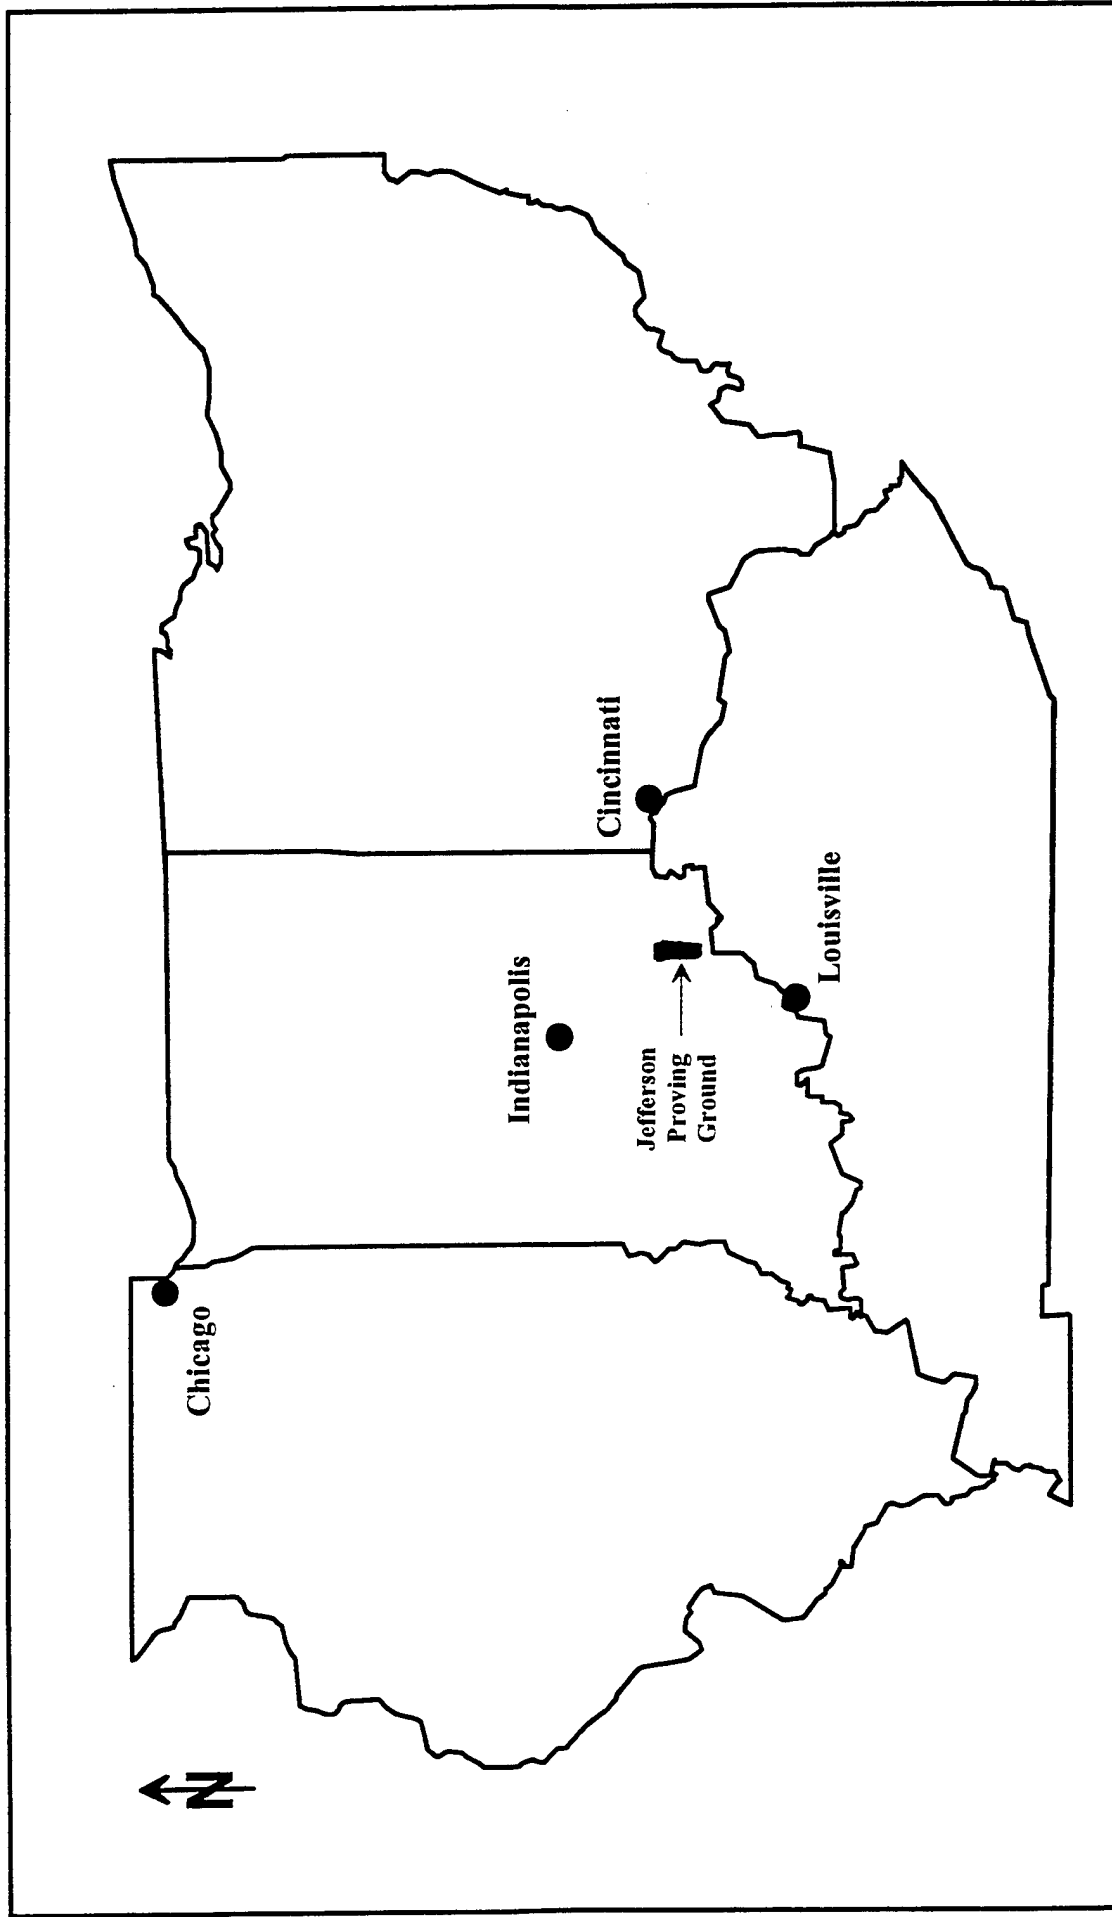 N
Chicago
Indianapolis
Cincinnati
Jefferson
Proving
Ground
Louisville